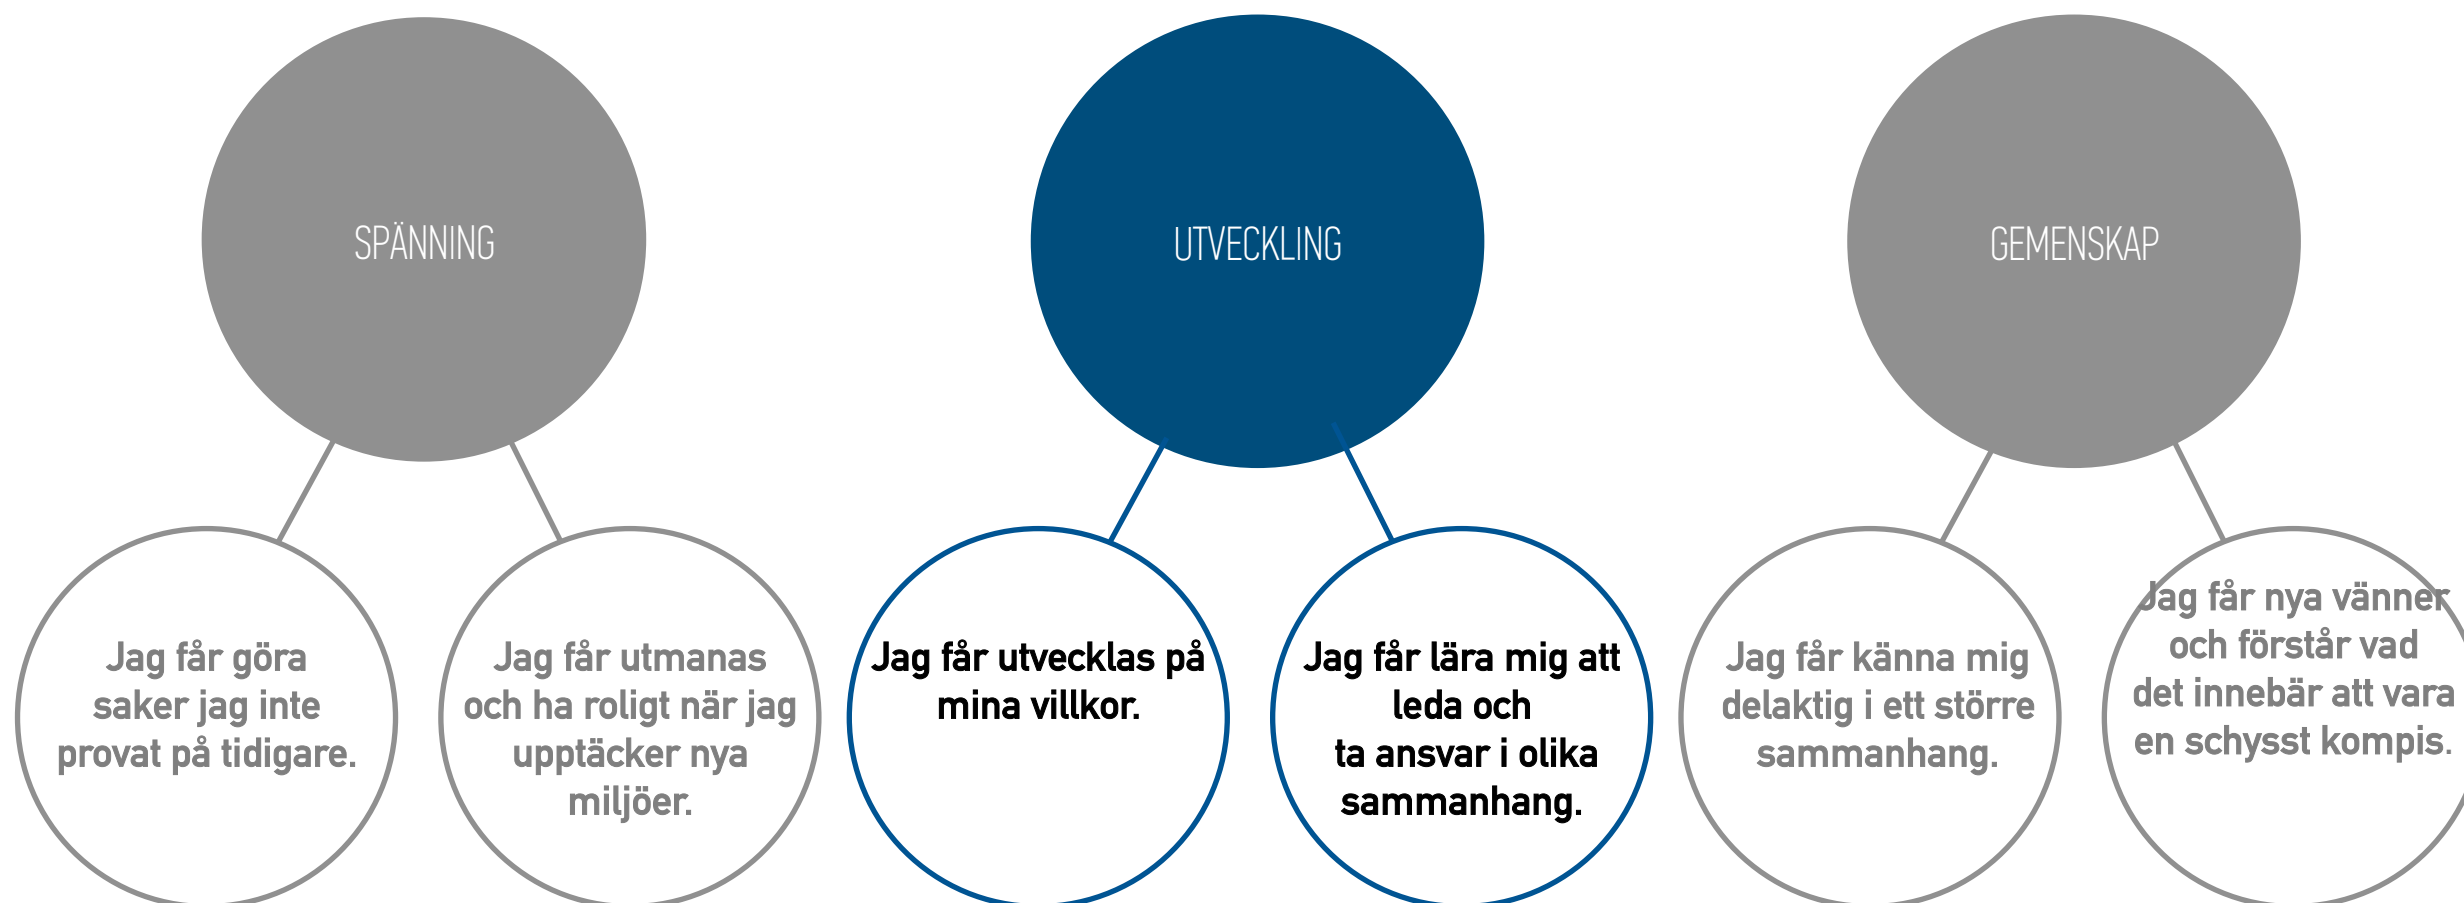 SPÄNNING
UTVECKLING
GEMENSKAP
Jag får göra
saker jag inte
provat på tidigare.
Jag får utmanas
och ha roligt när jag
upptäcker nya
miljöer.
Jag får utvecklas på
mina villkor.
Jag får lära mig att
leda och
ta ansvar i olika
sammanhang.
Jag får känna mig
delaktig i ett större
sammanhang.
Jag får nya vänner
och förstår vad
det innebär att vara
en schysst kompis.